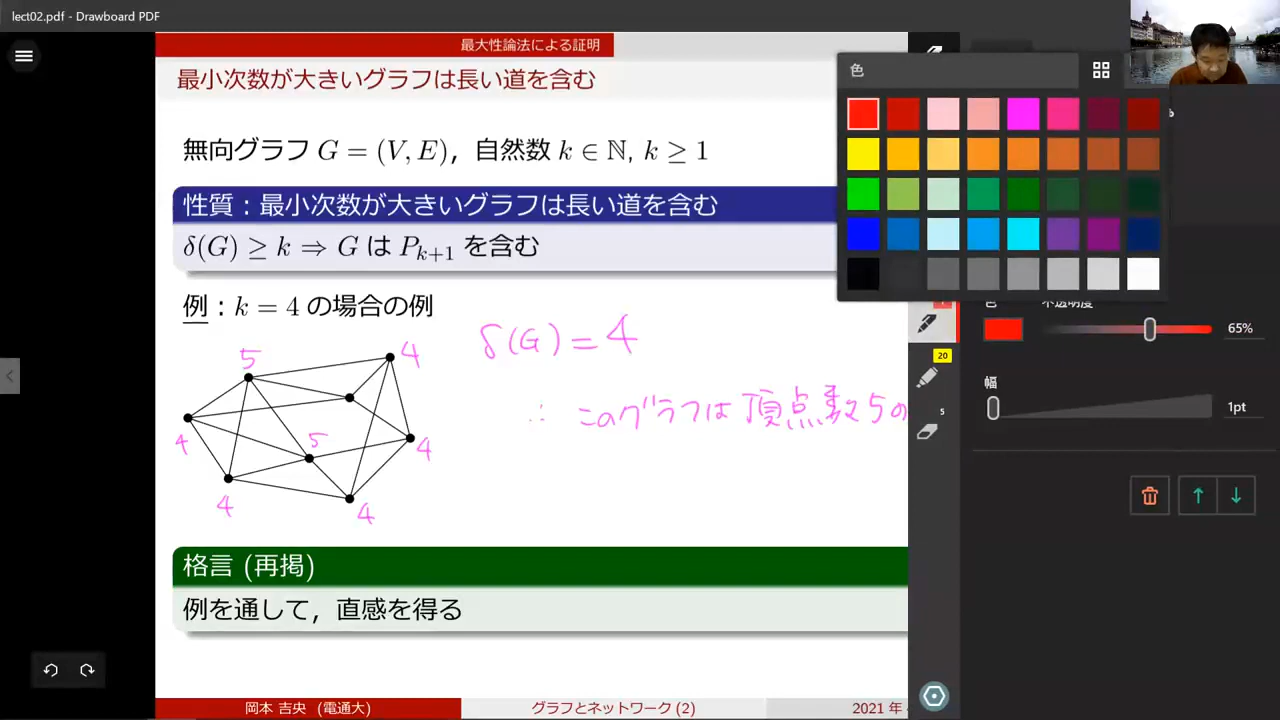 lect02.pdf - Drawboard PDF
最大性論法による証明
最小次数が大きいグラフは長い道を含む
無向グラフ G = (V, E)，自然数 k ∈ ℕ, k ≥ 1
性質：最小次数が大きいグラフは長い道を含む
δ(G) ≥ k ⇒ G は P_{k+1} を含む
例：k = 4 の場合の例
δ(G) = 4
∴ このグラフは 頂点数5の
5
4
4
5
4
4
4
格言 (再掲)
例を通して，直感を得る
岡本 吉央 (電通大)
グラフとネットワーク (2)
2021 年
色
色
不透明度
65%
20
幅
5
1pt